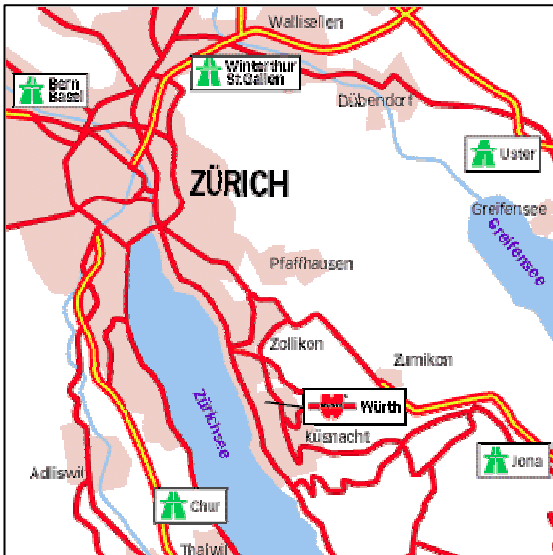 Wallisellen
Winterthur
St.Gallen
Bern
Basel
Dübendorf
Uster
ZÜRICH
Greifensee
Greifensee
Pfaffhausen
Zollikon
Zumikon
Zürichsee
Würth
küsnacht
Jona
Adliswil
Chur
Thalwil